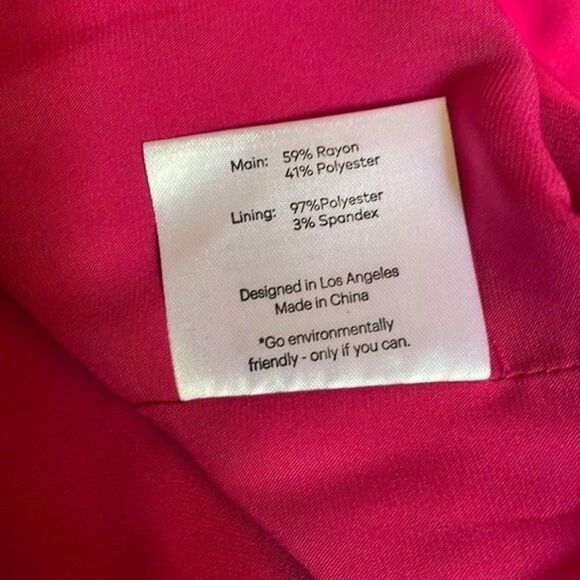 Main: 59% Rayon
41% Polyester
Lining: 97%Polyester
3% Spandex
Designed in Los Angeles
Made in China
*Go environmentally
friendly - only if you can.